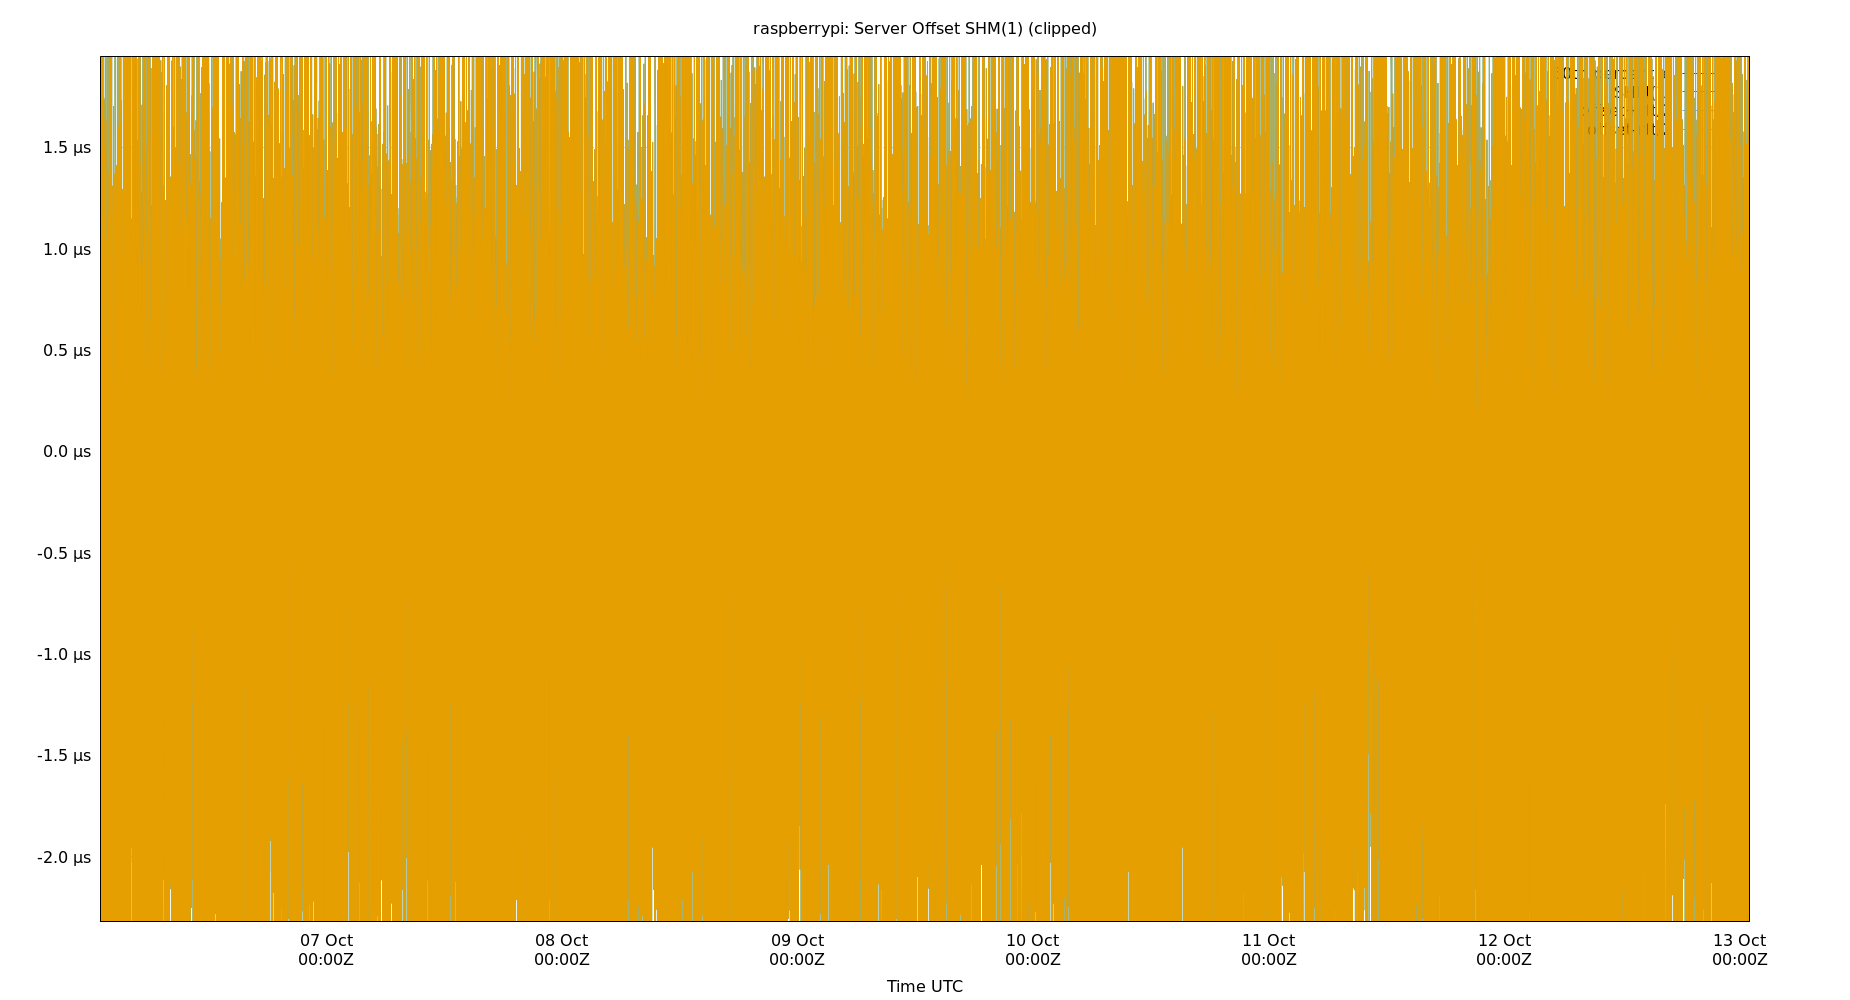 raspberrypi: Server Offset SHM(1) (clipped)
1.5 µs
1.0 µs
0.5 µs
0.0 µs
-0.5 µs
-1.0 µs
-1.5 µs
-2.0 µs
07 Oct
00:00Z
08 Oct
00:00Z
09 Oct
00:00Z
10 Oct
00:00Z
11 Oct
00:00Z
12 Oct
00:00Z
13 Oct
00:00Z
Time UTC